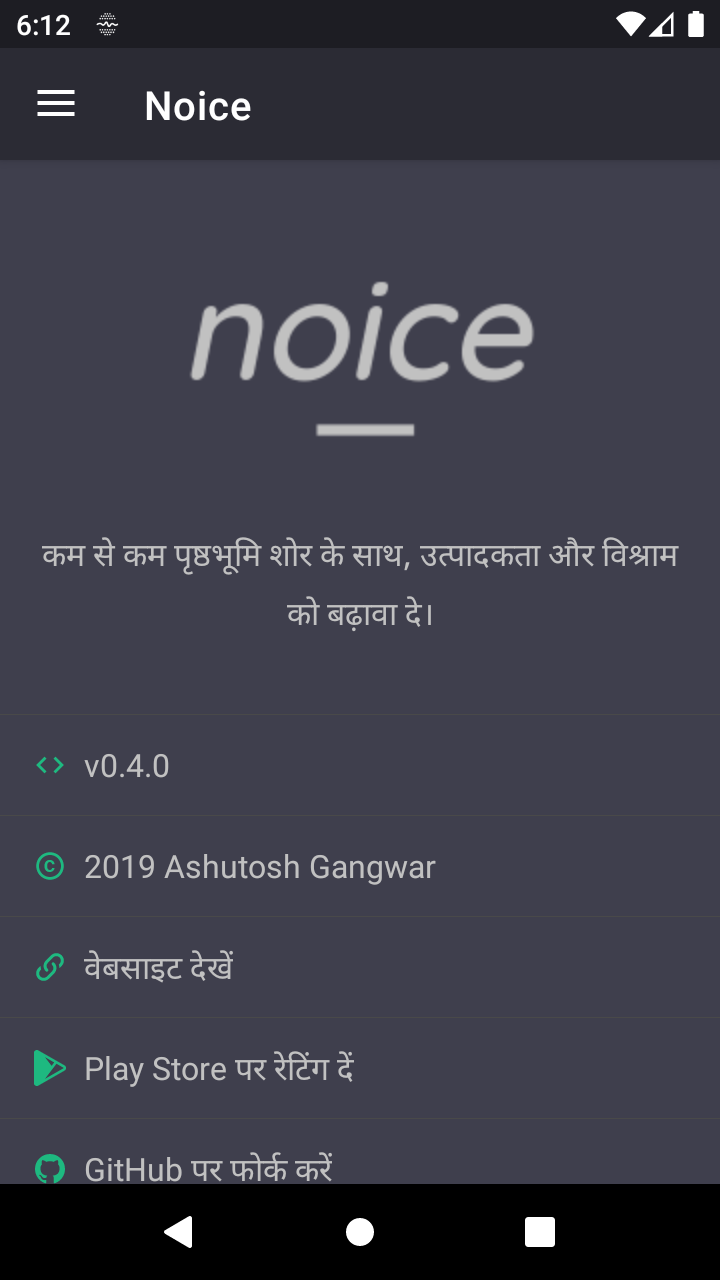 6:12
Noice
noice
कम से कम पृष्ठभूमि शोर के साथ, उत्पादकता और विश्राम
को बढ़ावा दे।
v0.4.0
2019 Ashutosh Gangwar
वेबसाइट देखें
Play Store पर रेटिंग दें
GitHub पर फोर्क करें